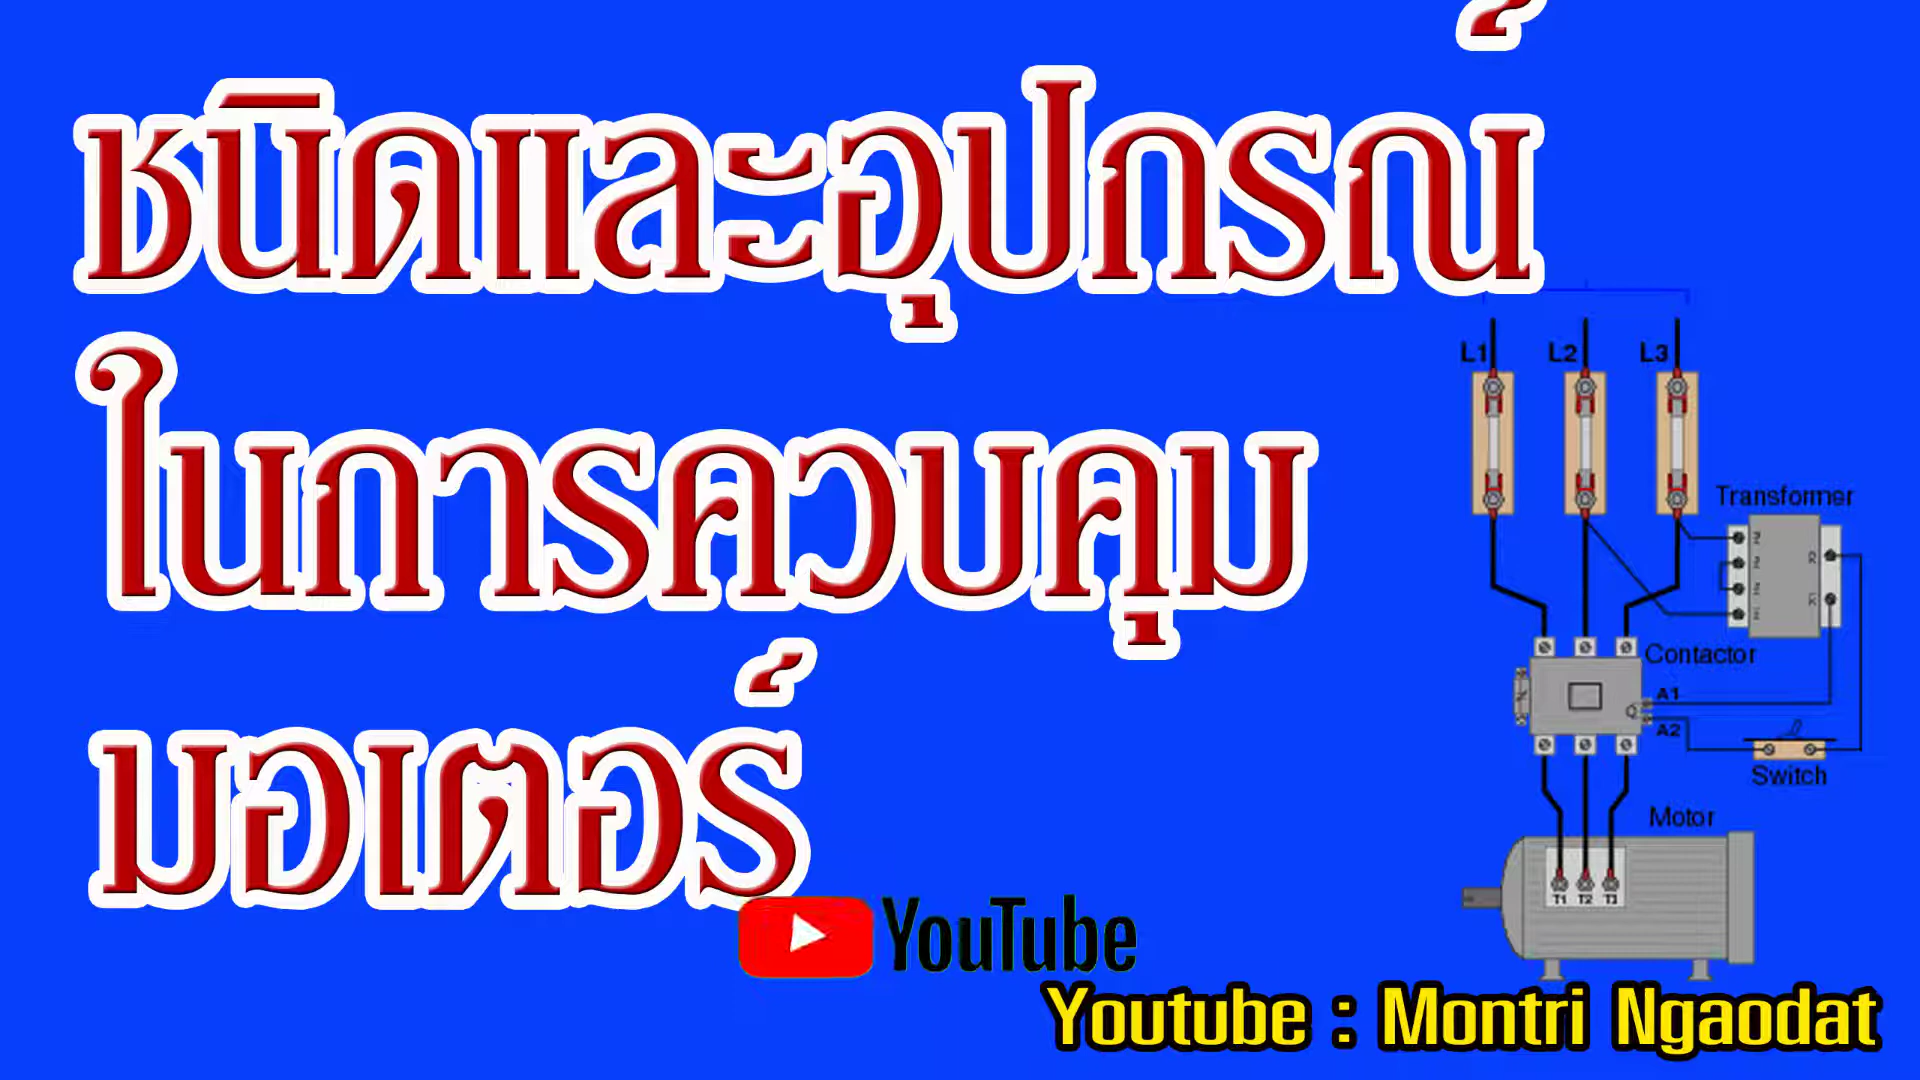 ชนิดและอุปกรณ์
ในการควบคุม
มอเตอร์
L1 L2 L3
Transformer
Contactor
A1
A2
Switch
Motor
T1 T2 T3
YouTube
Youtube : Montri Ngaodat